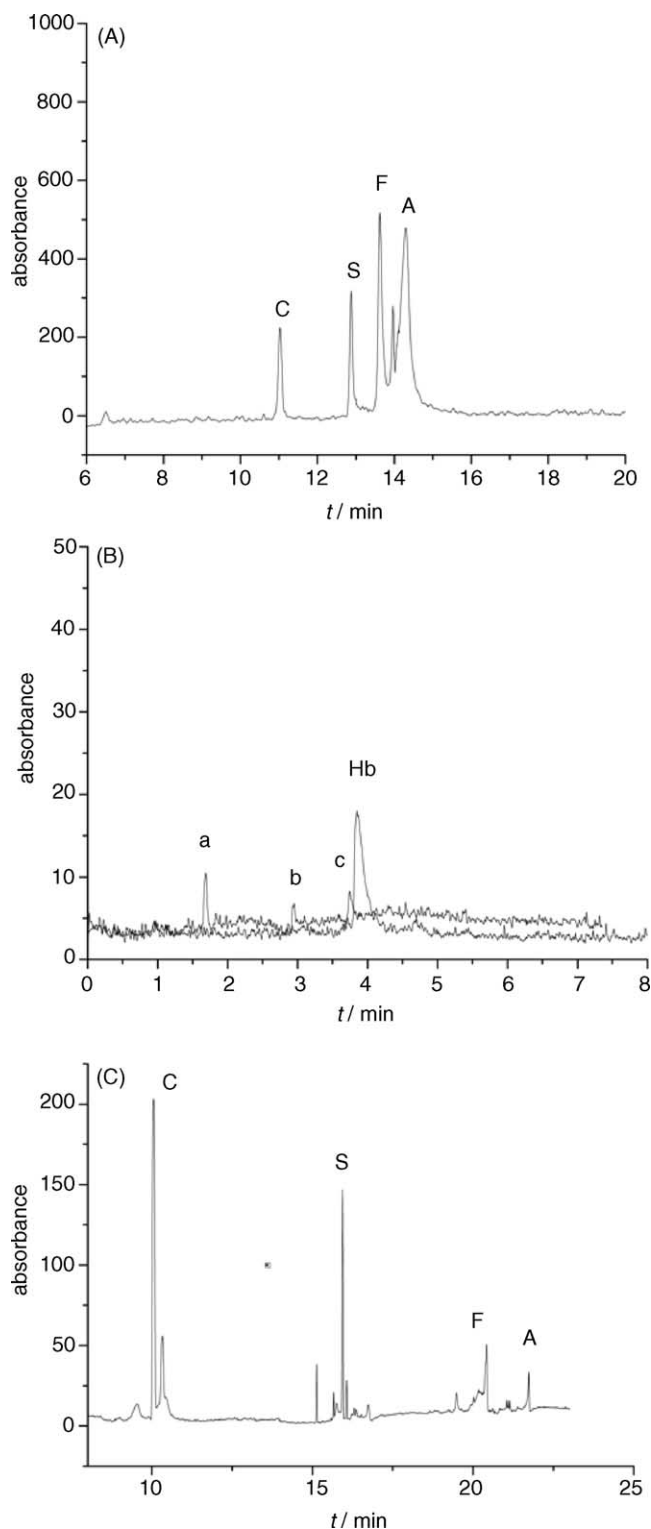 (A)
1000
800
600
400
200
0
absorbance
C
S
F
A
6 8 10 12 14 16 18 20
t / min
(B)
50
40
30
20
10
0
absorbance
a
b
c
Hb
0 1 2 3 4 5 6 7 8
t / min
(C)
200
150
100
50
0
absorbance
C
S
F
A
10 15 20 25
t / min